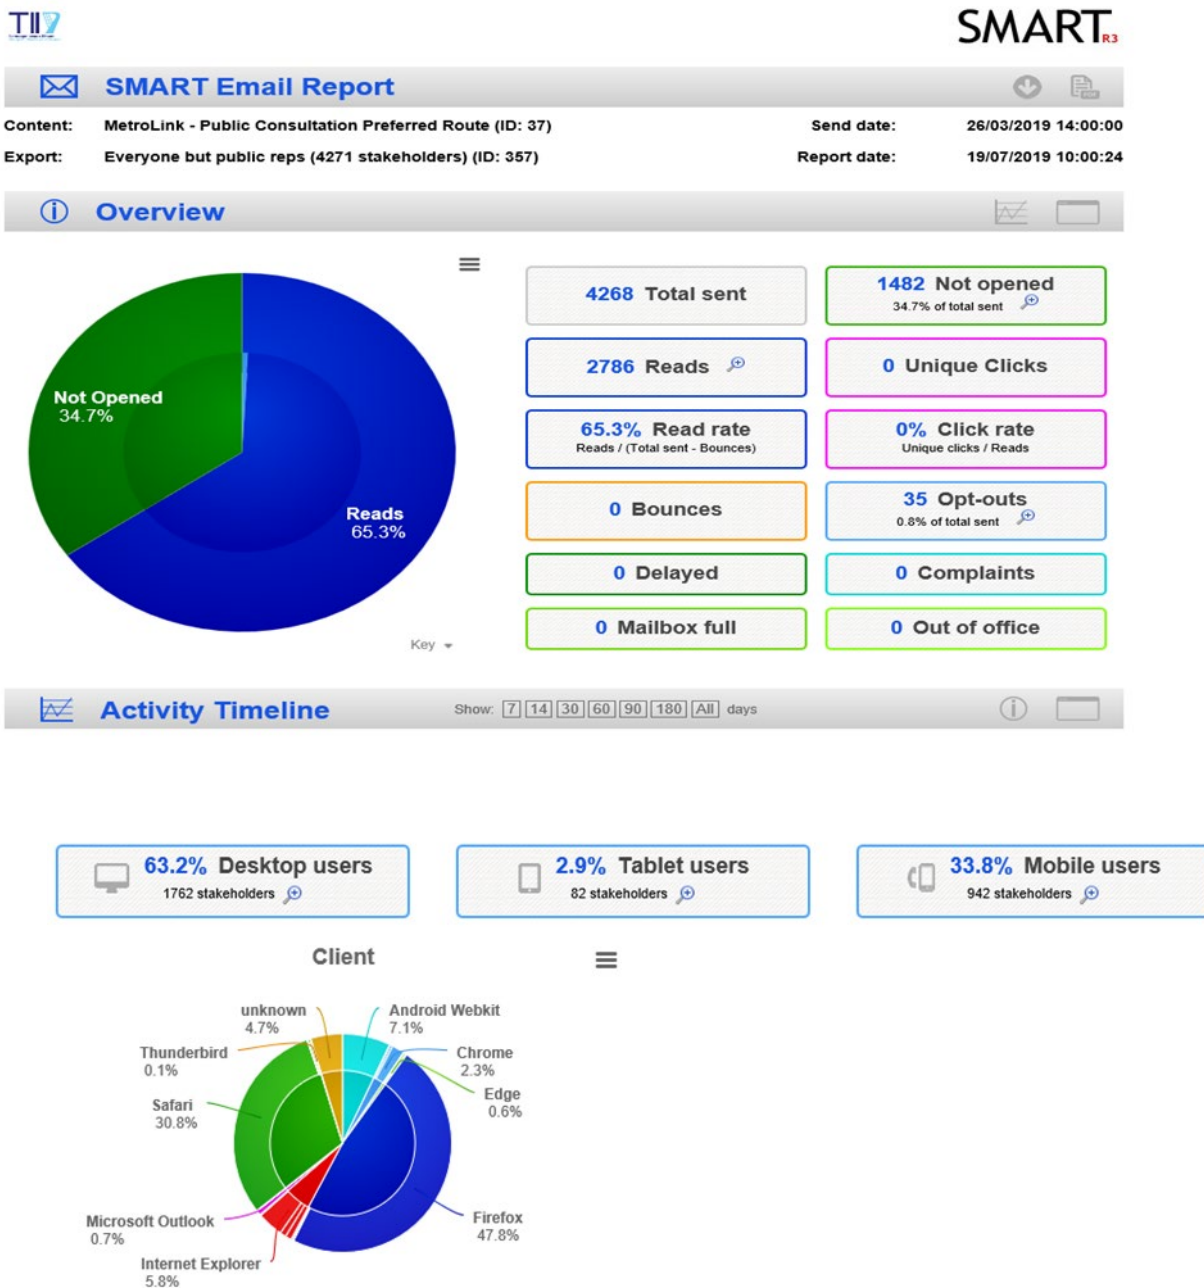 TII
SMART R3
SMART Email Report
Content: MetroLink - Public Consultation Preferred Route (ID: 37) Send date: 26/03/2019 14:00:00
Export: Everyone but public reps (4271 stakeholders) (ID: 357) Report date: 19/07/2019 10:00:24
Overview
4268 Total sent
1482 Not opened
34.7% of total sent
2786 Reads
0 Unique Clicks
65.3% Read rate
Reads / (Total sent - Bounces)
0% Click rate
Unique clicks / Reads
0 Bounces
35 Opt-outs
0.8% of total sent
0 Delayed
0 Complaints
0 Mailbox full
0 Out of office
Not Opened
34.7%
Reads
65.3%
Key
Activity Timeline Show: 7 14 30 60 90 180 All days
63.2% Desktop users
1762 stakeholders
2.9% Tablet users
82 stakeholders
33.8% Mobile users
942 stakeholders
Client
unknown
4.7%
Android Webkit
7.1%
Thunderbird
0.1%
Chrome
2.3%
Edge
0.6%
Safari
30.8%
Microsoft Outlook
0.7%
Firefox
47.8%
Internet Explorer
5.8%